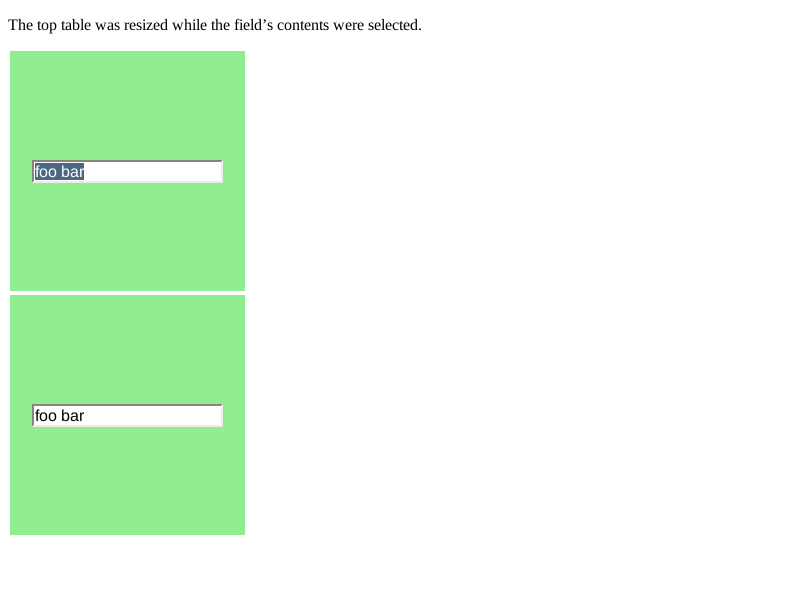 The top table was resized while the field’s contents were selected.
foo bar
foo bar